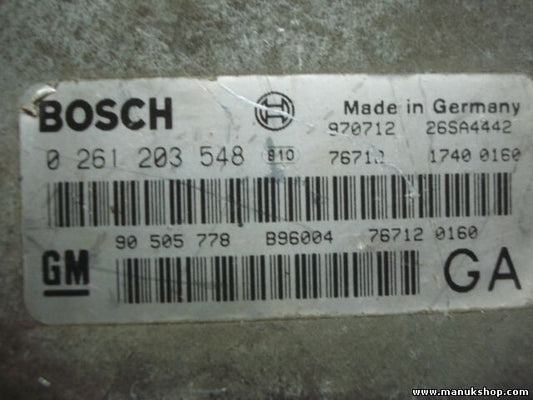 BOSCH Made in Germany
970712 26SA4442
0 261 203 548 810 76712 1740 0160
90 505 778 B96004 76712 0160
GM GA
www.manukshop.com